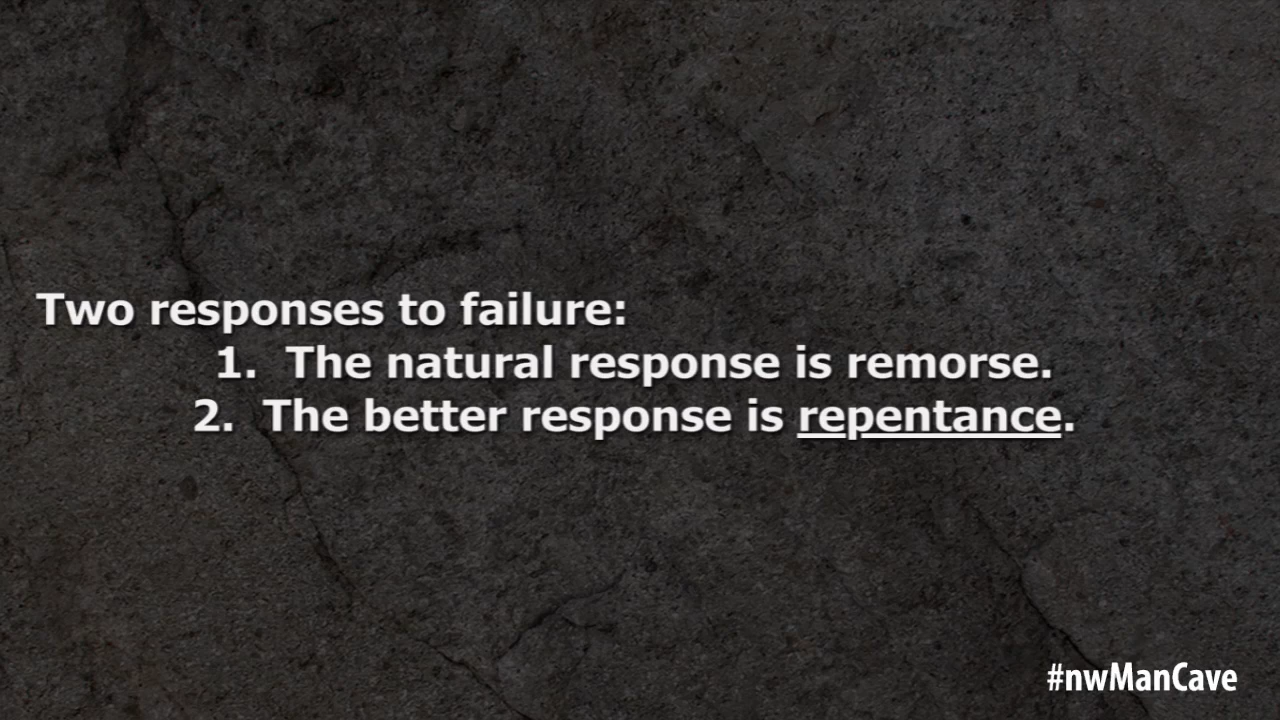 Two responses to failure:
1. The natural response is remorse.
2. The better response is repentance.
#nwManCave